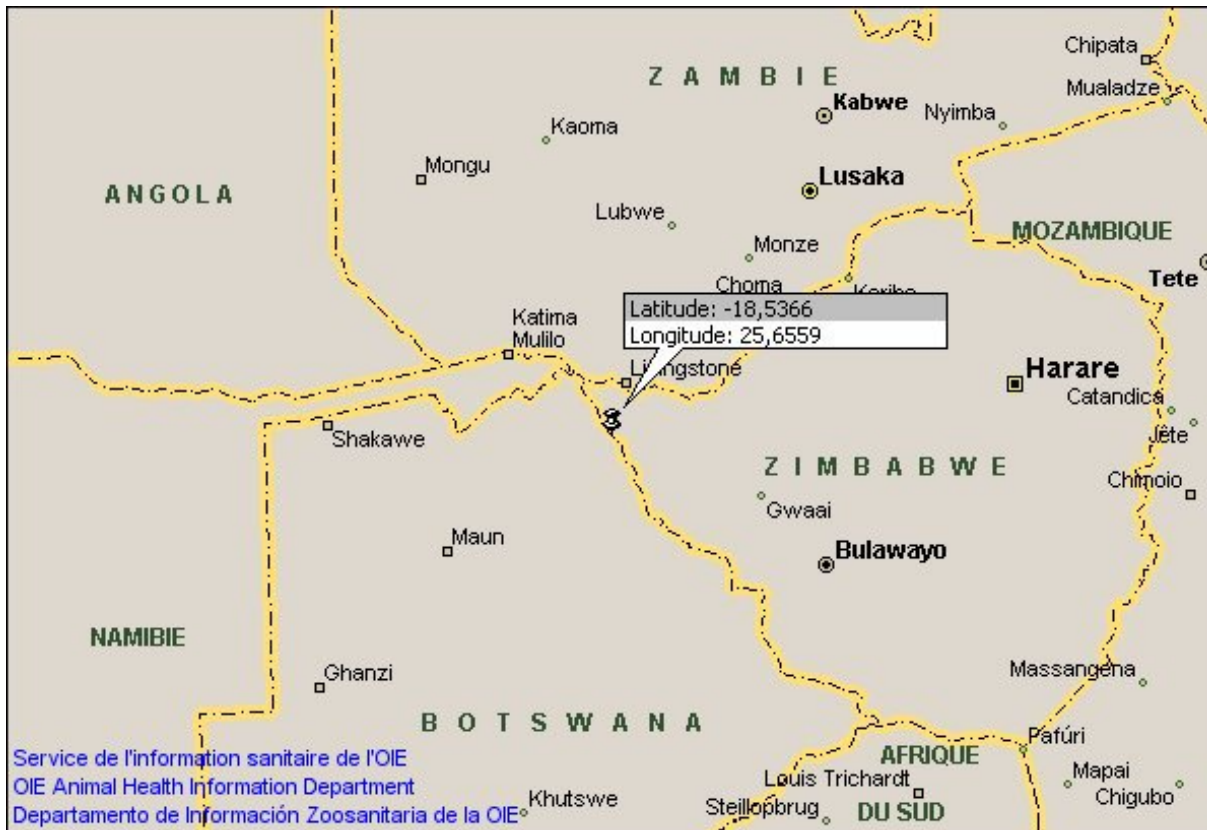 Chipata
Z A M B I E
Mualadze
Kabwe
Nyimba
Kaoma
Mongu
Lusaka
ANGOLA
Lubwe
MOZAMBIQUE
Monze
Tete
Choma
Kariba
Latitude: -18,5366
Longitude: 25,6559
Katima
Mulilo
Livingstone
Harare
Catandica
Shakawe
Jête
Z I M B A B W E
Chimoio
Gwaai
Maun
Bulawayo
NAMIBIE
Massangena
Ghanzi
B O T S W A N A
Pafúri
AFRIQUE
DU SUD
Service de l'information sanitaire de l'OIE
OIE Animal Health Information Department
Departamento de Información Zoosanitaria de la OIE
Louis Trichardt
Mapai
Chigubo
Khutswe
Steillopbrug